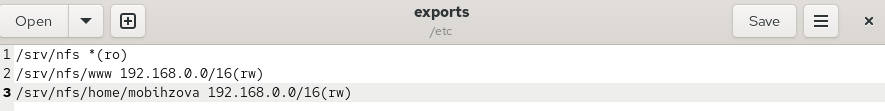 Open
exports
/etc
Save
1 /srv/nfs *(ro)
2 /srv/nfs/www 192.168.0.0/16(rw)
3 /srv/nfs/home/mobihzova 192.168.0.0/16(rw)